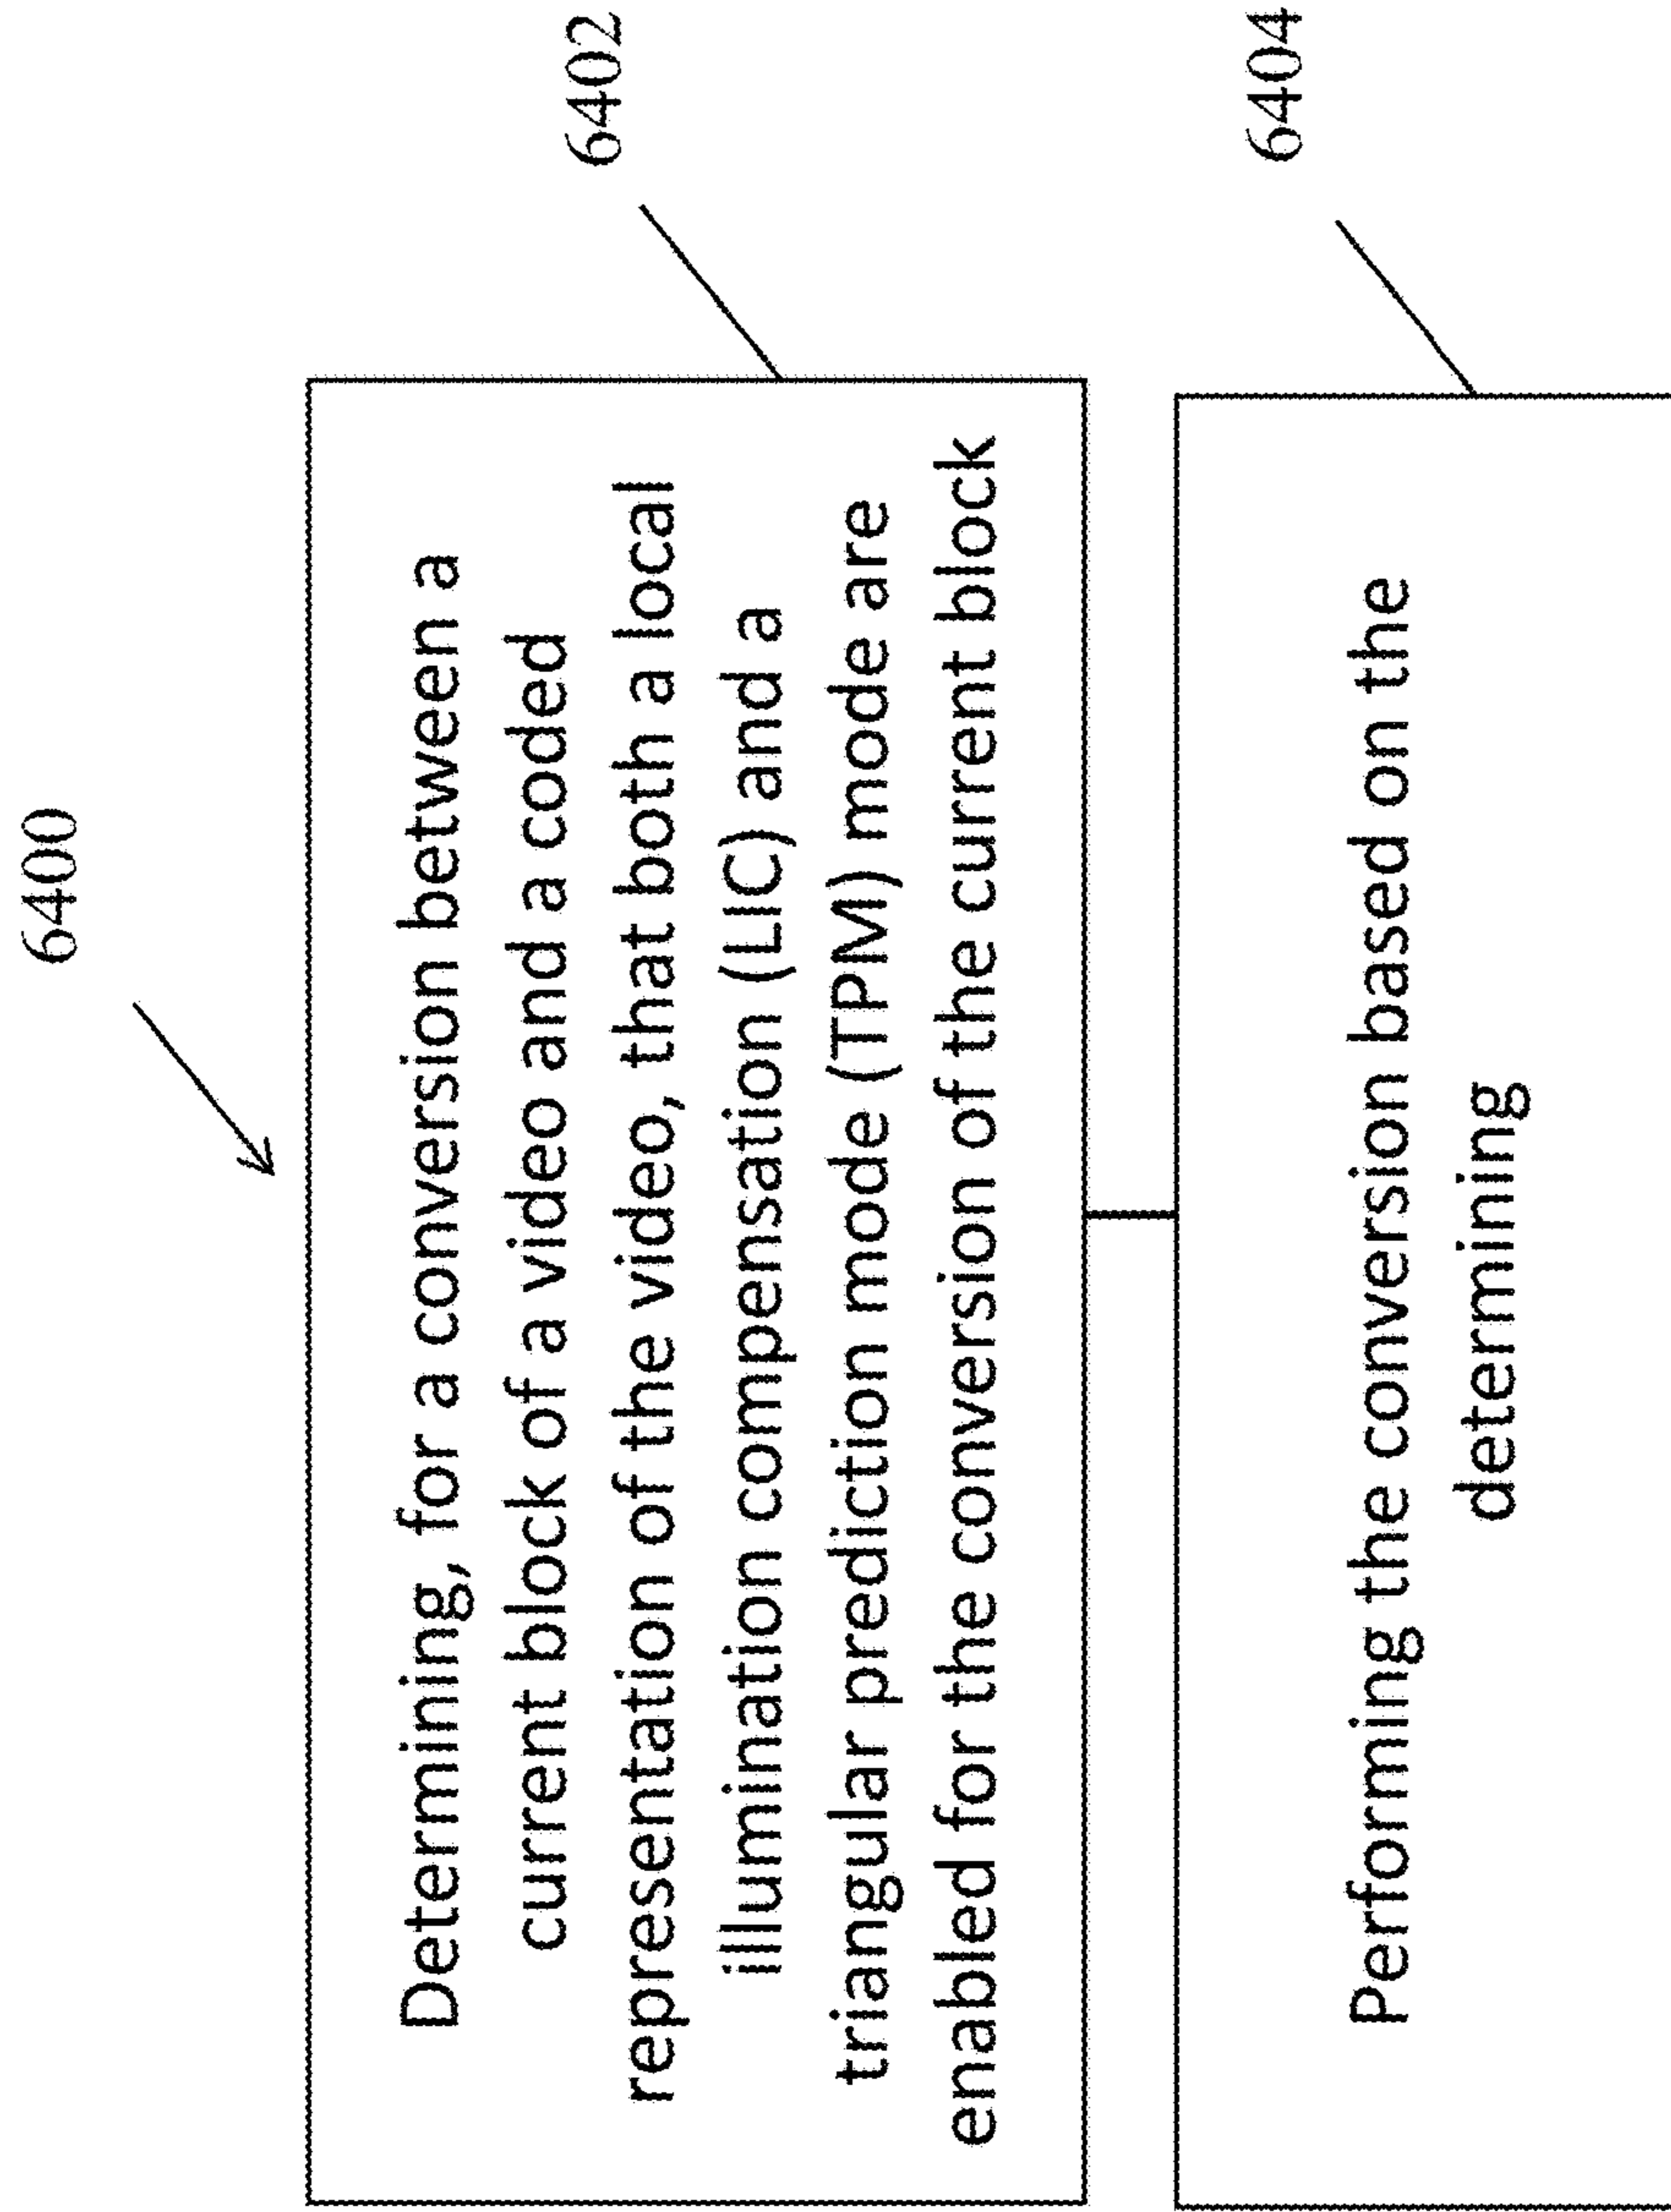 6400
Determining, for a conversion between a
current block of a video and a coded
representation of the video, that both a local
illumination compensation (LIC) and a
triangular prediction mode (TPM) mode are
enabled for the conversion of the current block
6402
Performing the conversion based on the
determining
6404